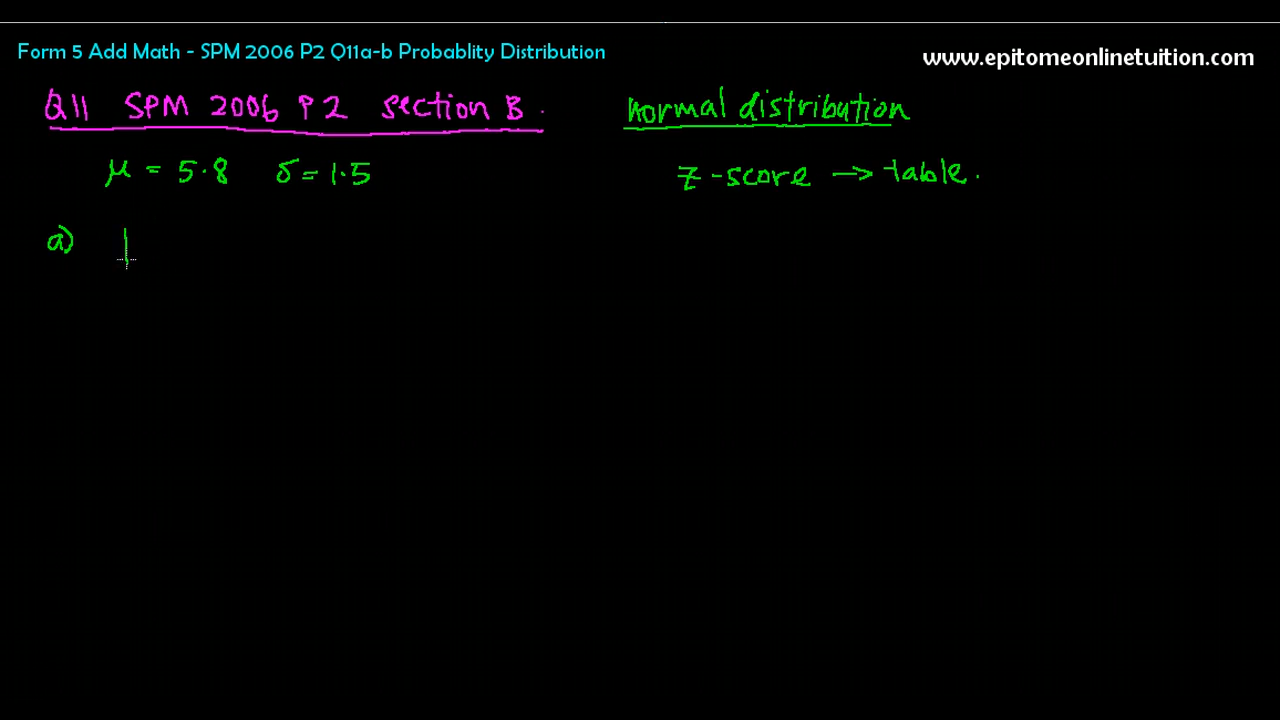 Form 5 Add Math - SPM 2006 P2 Q11a-b Probablity Distribution
www.epitomeonlinetuition.com
Q11 SPM 2006 P2 section B.
normal distribution
μ = 5.8 σ = 1.5
z-score → table.
a)